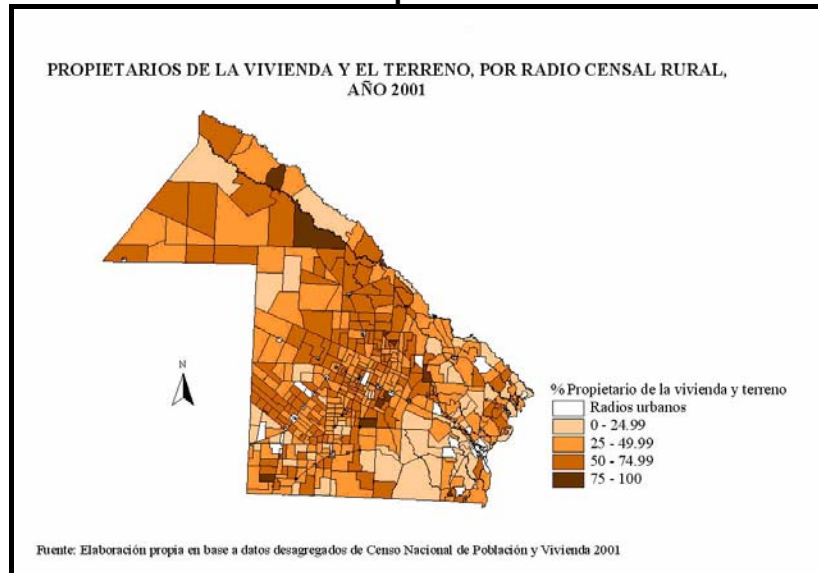 PROPIETARIOS DE LA VIVIENDA Y EL TERRENO, POR RADIO CENSAL RURAL,
AÑO 2001
N
% Propietario de la vivienda y terreno
Radios urbanos
0 - 24.99
25 - 49.99
50 - 74.99
75 - 100
Fuente: Elaboración propia en base a datos desagregados de Censo Nacional de Población y Vivienda 2001